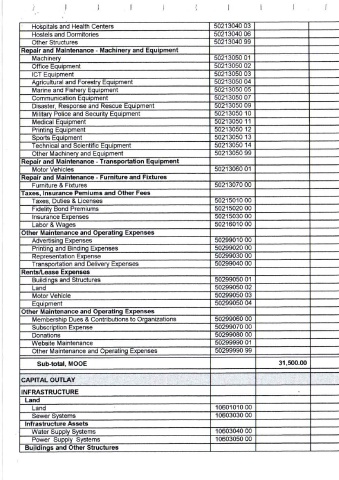 Hospitals and Health Centers 50213040 03
Hostels and Dormitories 50213040 06
Other Structures 50213040 99
Repair and Maintenance - Machinery and Equipment
Machinery 50213050 01
Office Equipment 50213050 02
ICT Equipment 50213050 03
Agricultural and Forestry Equipment 50213050 04
Marine and Fishery Equipment 50213050 05
Communication Equipment 50213050 07
Disaster, Response and Rescue Equipment 50213050 09
Military Police and Security Equipment 50213050 10
Medical Equipment 50213050 11
Printing Equipment 50213050 12
Sports Equipment 50213050 13
Technical and Scientific Equipment 50213050 14
Other Machinery and Equipment 50213050 99
Repair and Maintenance - Transportation Equipment
Motor Vehicles 50213060 01
Repair and Maintenance - Furniture and Fixtures
Furniture & Fixtures 50213070 00
Taxes, Insurance Pemiums and Other Fees
Taxes, Duties & Licenses 50215010 00
Fidelity Bond Premiums 50215020 00
Insurance Expenses 50215030 00
Labor & Wages 50216010 00
Other Maintenance and Operating Expenses
Advertising Expenses 50299010 00
Printing and Binding Expenses 50299020 00
Representation Expense 50299030 00
Transportation and Delivery Expenses 50299040 00
Rents/Lease Expenses
Buildings and Structures 50299050 01
Land 50299050 02
Motor Vehicle 50299050 03
Equipment 50299050 04
Other Maintenance and Operating Expenses
Membership Dues & Contributions to Organizations 50299060 00
Subscription Expense 50299070 00
Donations 50299080 00
Website Maintenance 50299990 01
Other Maintenance and Operating Expenses 50299990 99
Sub-total, MOOE 31,500.00
CAPITAL OUTLAY
INFRASTRUCTURE
Land
Land 10601010 00
Sewer Systems 10603030 00
Infrastructure Assets
Water Supply Systems 10603040 00
Power Supply Systems 10603050 00
Buildings and Other Structures